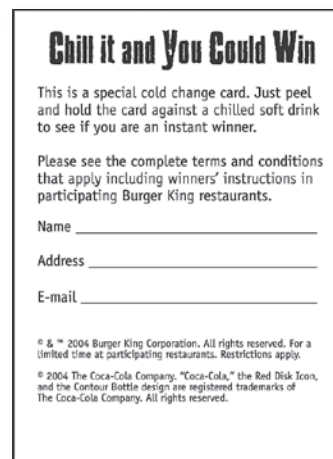 Chill it and You Could Win
This is a special cold change card. Just peel
and hold the card against a chilled soft drink
to see if you are an instant winner.
Please see the complete terms and conditions
that apply including winners' instructions in
participating Burger King restaurants.
Name
Address
E-mail
© & ™ 2004 Burger King Corporation. All rights reserved. For a
limited time at participating restaurants. Restrictions apply.
© 2004 The Coca-Cola Company. "Coca-Cola," the Red Disk Icon,
and the Contour Bottle design are registered trademarks of
The Coca-Cola Company. All rights reserved.